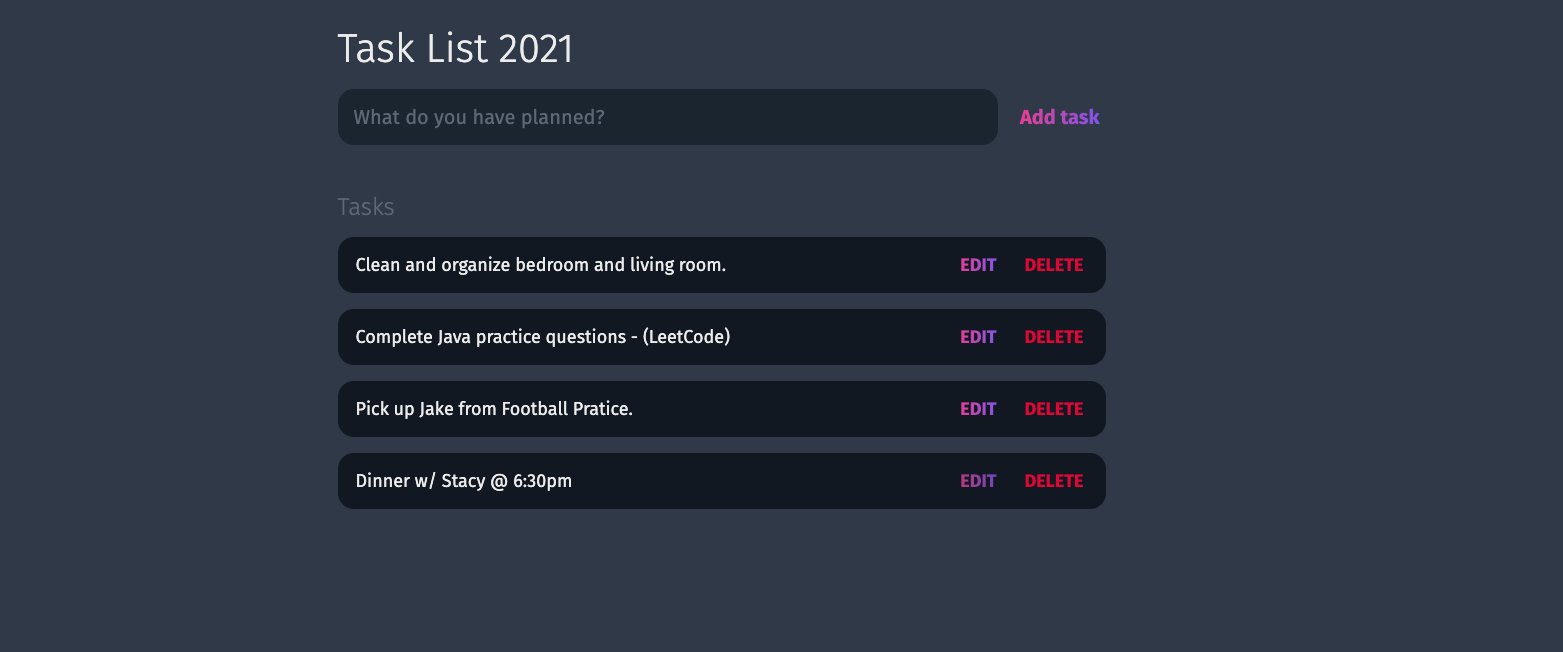 Task List 2021
What do you have planned?
Add task
Tasks
Clean and organize bedroom and living room. EDIT DELETE
Complete Java practice questions - (LeetCode) EDIT DELETE
Pick up Jake from Football Pratice. EDIT DELETE
Dinner w/ Stacy @ 6:30pm EDIT DELETE